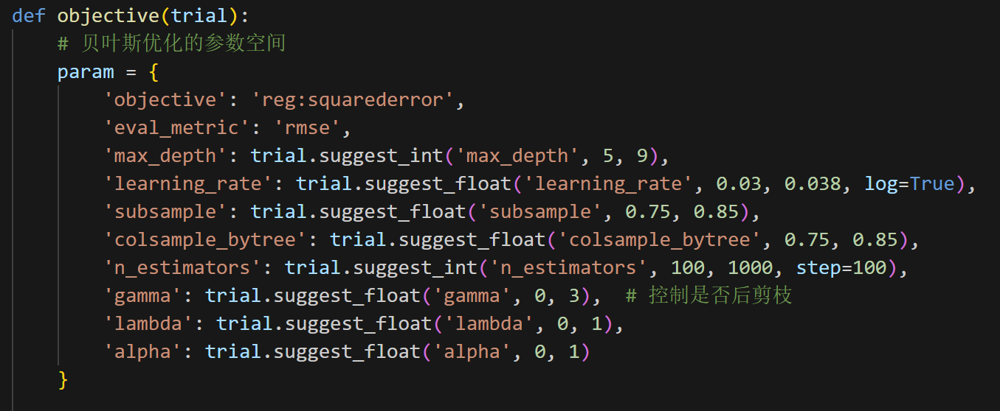 def objective(trial):
    # 贝叶斯优化的参数空间
    param = {
        'objective': 'reg:squarederror',
        'eval_metric': 'rmse',
        'max_depth': trial.suggest_int('max_depth', 5, 9),
        'learning_rate': trial.suggest_float('learning_rate', 0.03, 0.038, log=True),
        'subsample': trial.suggest_float('subsample', 0.75, 0.85),
        'colsample_bytree': trial.suggest_float('colsample_bytree', 0.75, 0.85),
        'n_estimators': trial.suggest_int('n_estimators', 100, 1000, step=100),
        'gamma': trial.suggest_float('gamma', 0, 3),  # 控制是否后剪枝
        'lambda': trial.suggest_float('lambda', 0, 1),
        'alpha': trial.suggest_float('alpha', 0, 1)
    }